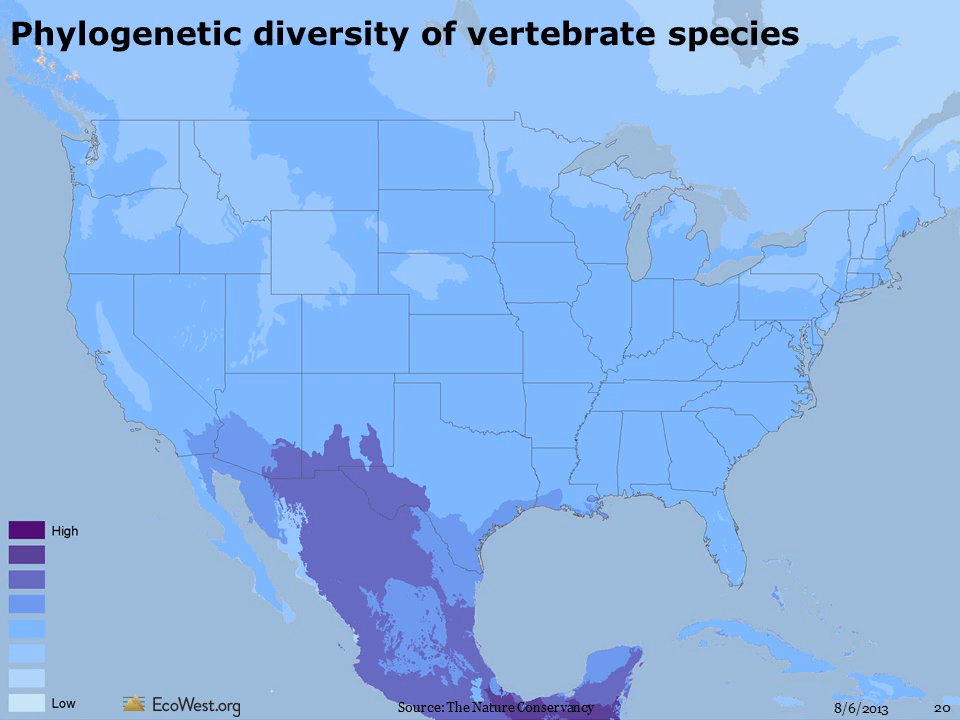 Phylogenetic diversity of vertebrate species
High
Low
EcoWest.org
Source: The Nature Conservancy
8/6/2013
20